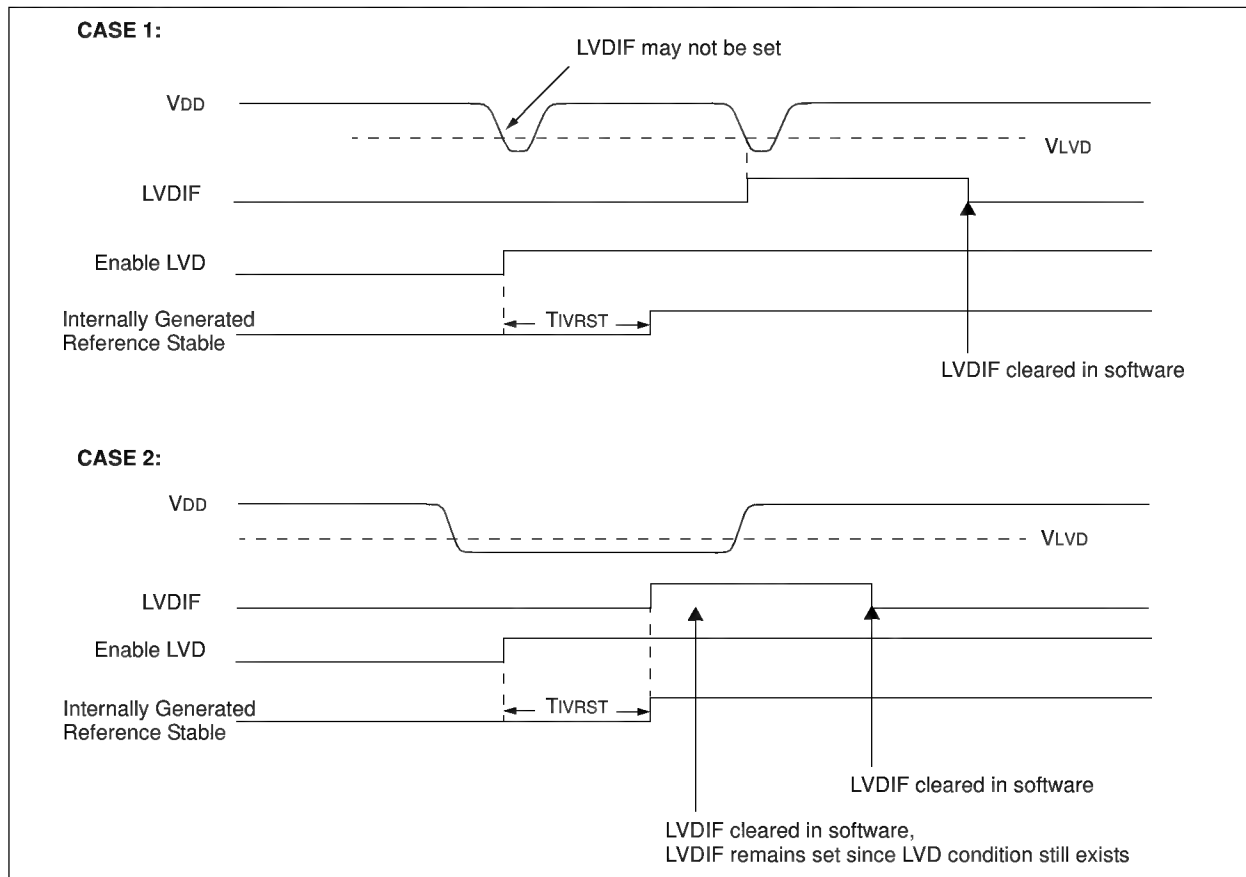 CASE 1:
LVDIF may not be set
VDD
VLVD
LVDIF
Enable LVD
TIVRST
Internally Generated
Reference Stable
LVDIF cleared in software
CASE 2:
VDD
VLVD
LVDIF
Enable LVD
TIVRST
Internally Generated
Reference Stable
LVDIF cleared in software
LVDIF cleared in software,
LVDIF remains set since LVD condition still exists